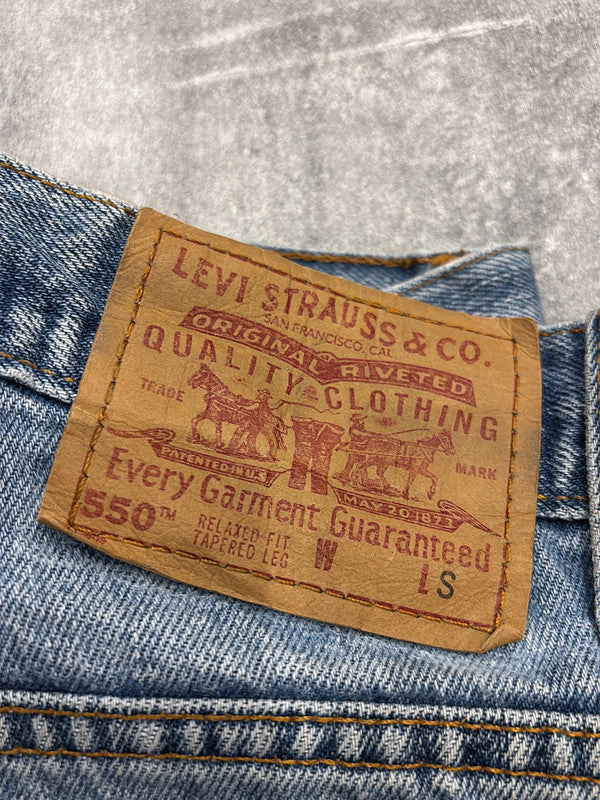 LEVI STRAUSS & CO.
SAN FRANCISCO, CAL.
ORIGINAL RIVETED
QUALITY CLOTHING
TRADE MARK
PATENTED IN U.S. MAY 20 1873
Every Garment Guaranteed
550™ RELAXED FIT W L S
TAPERED LEG